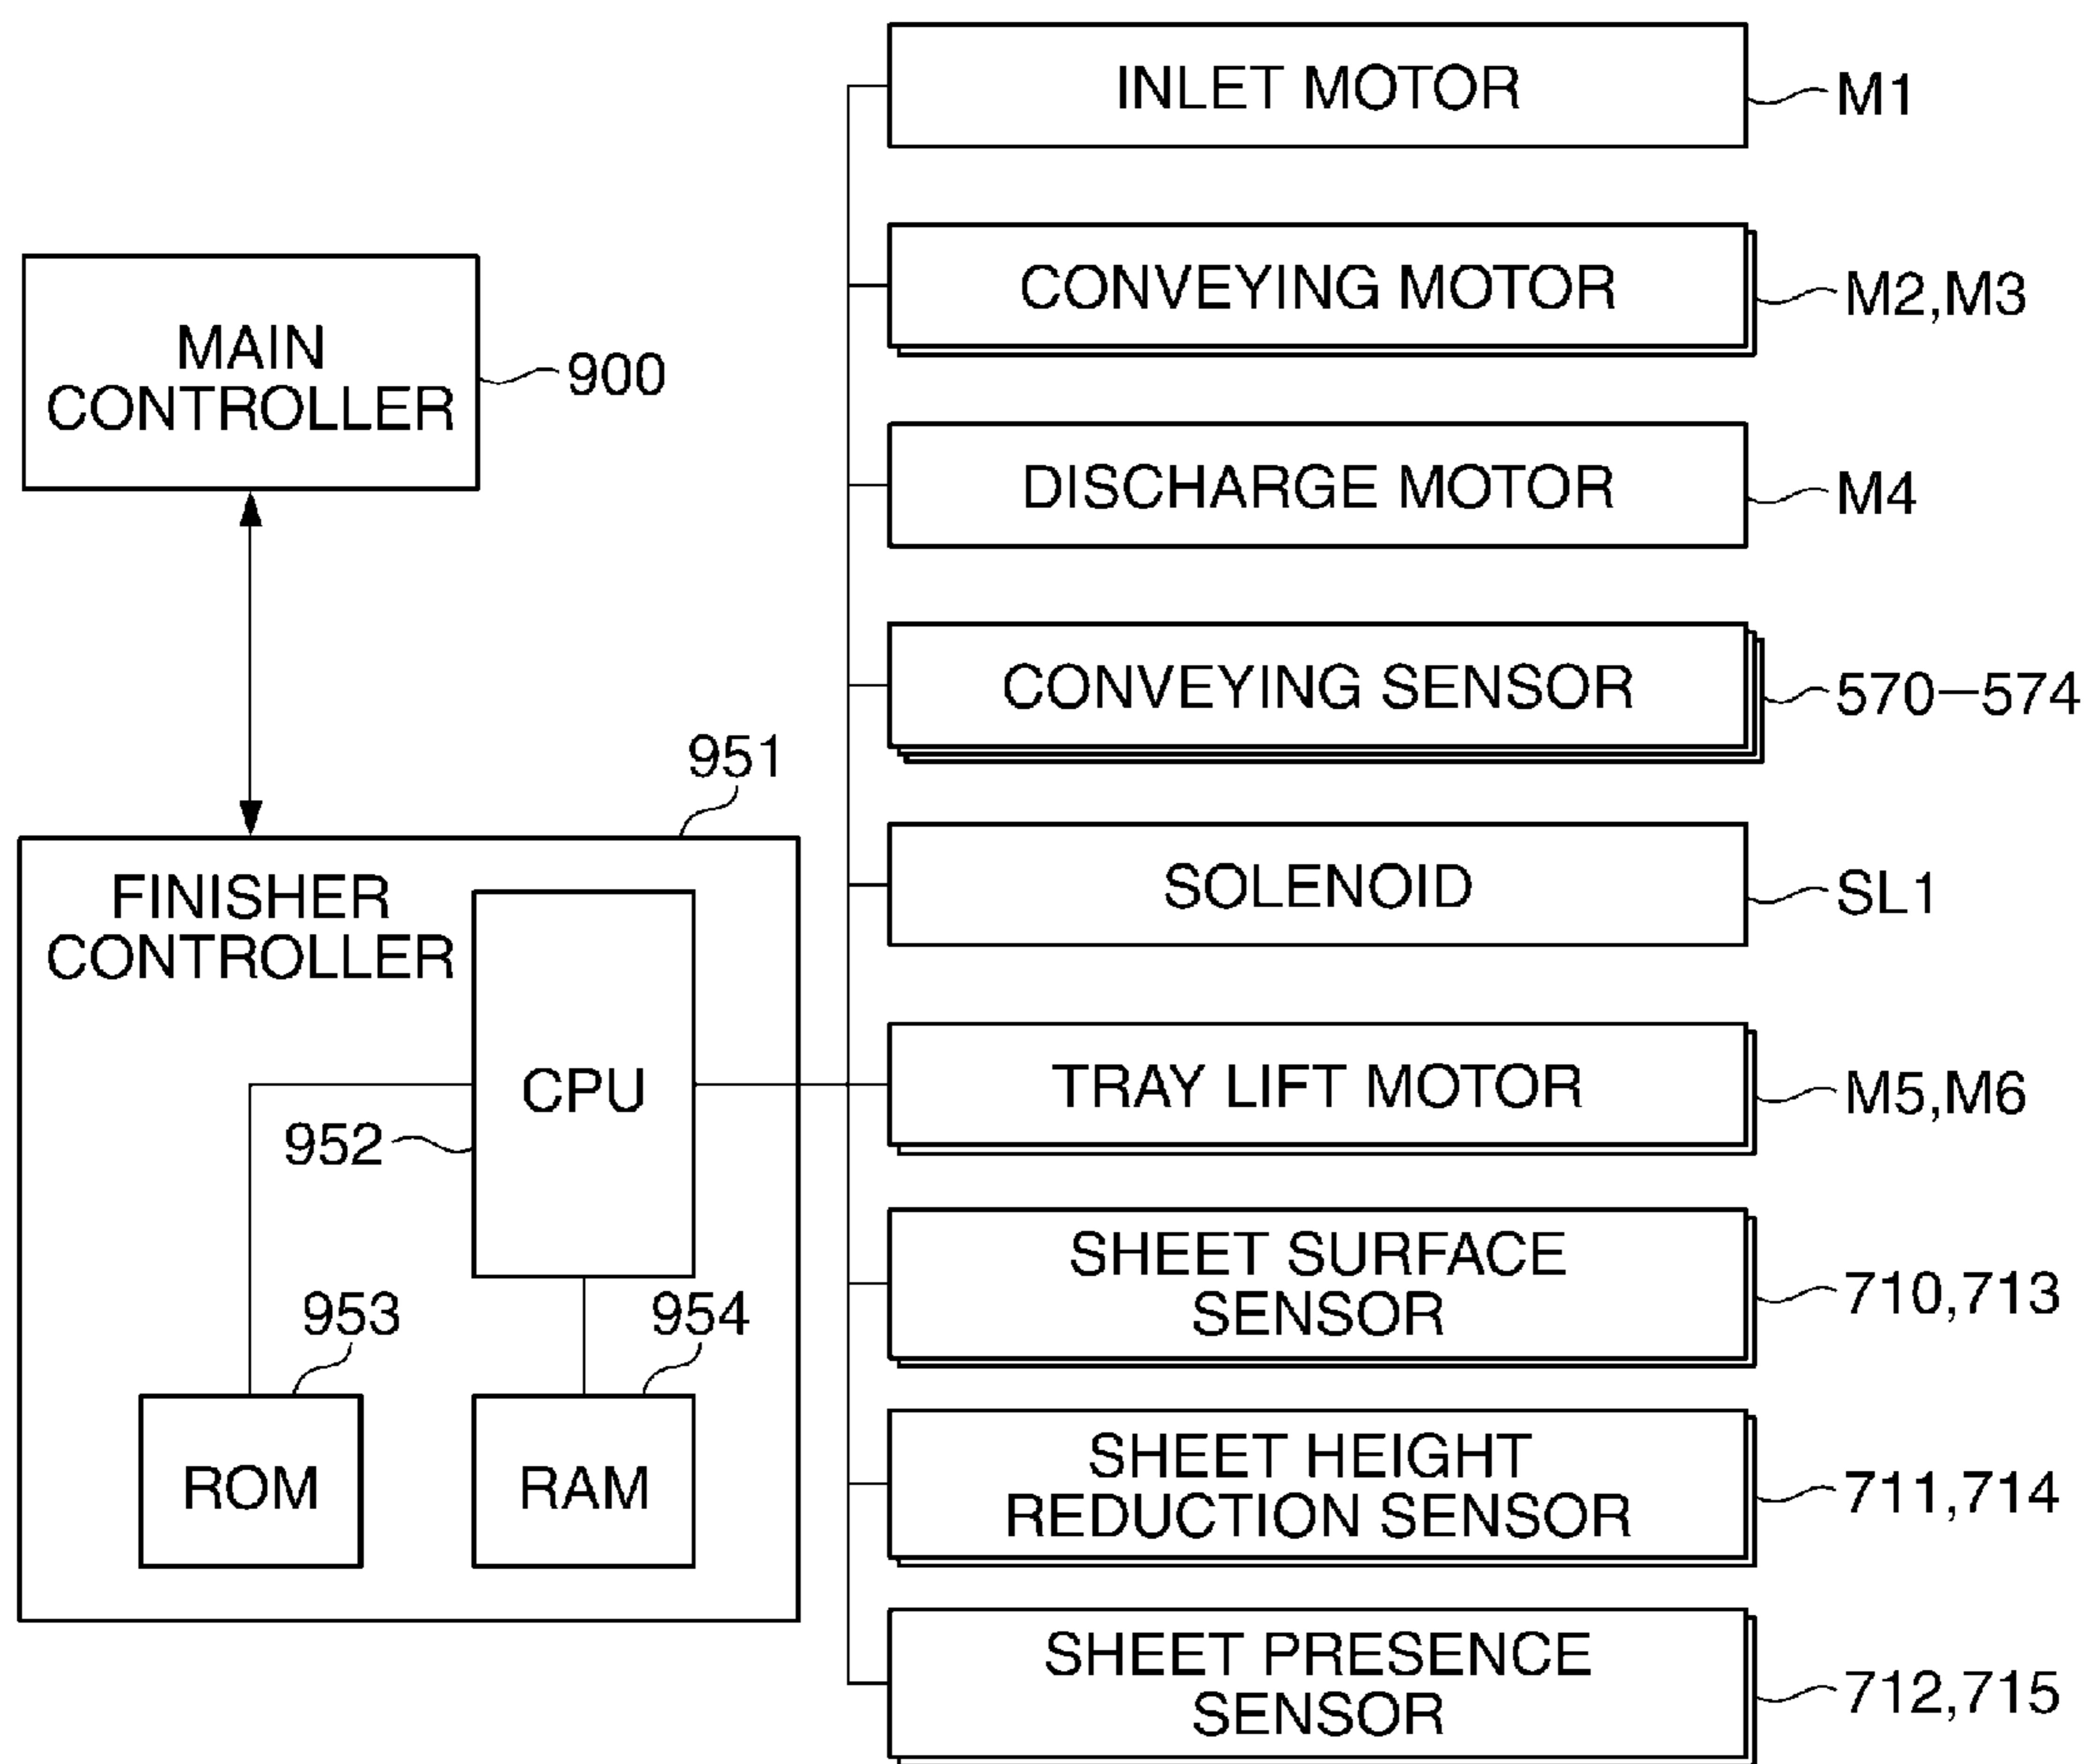 INLET MOTOR
M1
CONVEYING MOTOR
M2,M3
MAIN
CONTROLLER
900
DISCHARGE MOTOR
M4
CONVEYING SENSOR
570–574
951
SOLENOID
SL1
FINISHER
CONTROLLER
CPU
952
TRAY LIFT MOTOR
M5,M6
SHEET SURFACE
SENSOR
710,713
953
954
ROM
RAM
SHEET HEIGHT
REDUCTION SENSOR
711,714
SHEET PRESENCE
SENSOR
712,715